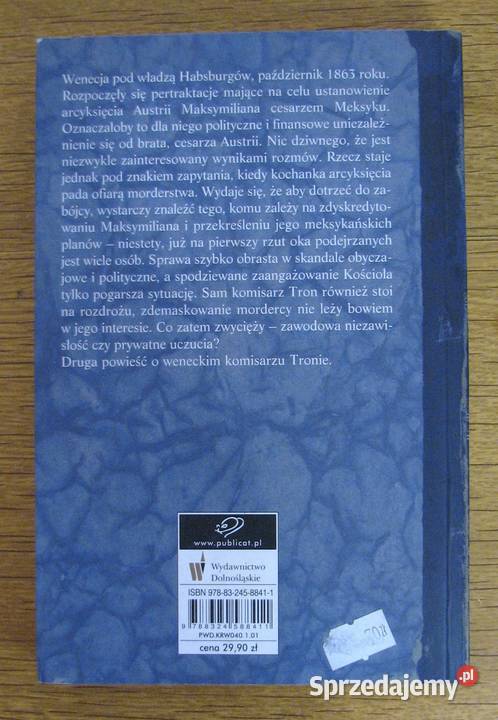 Wenecja pod władzą Habsburgów, październik 1863 roku.
Rozpoczęły się pertraktacje mające na celu ustanowienie
arcyksięcia Austrii Maksymiliana cesarzem Meksyku.
Oznaczałoby to dla niego polityczne i finansowe uniezależ-
nienie się od brata, cesarza Austrii. Nic dziwnego, że jest
niezwykle zainteresowany wynikami rozmów. Rzecz staje
jednak pod znakiem zapytania, kiedy kochanka arcyksięcia
pada ofiarą morderstwa. Wydaje się, że aby dotrzeć do za-
bójcy, wystarczy znaleźć tego, komu zależy na zdyskredyto-
waniu Maksymiliana i przekreśleniu jego meksykańskich
planów – niestety, już na pierwszy rzut oka podejrzanych
jest wiele osób. Sprawa szybko obrasta w skandale obycza-
jowe i polityczne, a spodziewane zaangażowanie Kościoła
tylko pogarsza sytuację. Sam komisarz Tron również stoi
na rozdrożu, zdemaskowanie mordercy nie leży bowiem
w jego interesie. Co zatem zwycięży – zawodowa niezawi-
słość czy prywatne uczucia?
Druga powieść o weneckim komisarzu Tronie.
www.publicat.pl
Wydawnictwo
Dolnośląskie
ISBN 978-83-245-8841-1
9 788324 588411
PWD.KRW040.1.01
cena 29,90 zł
20zł
Sprzedajemy.pl